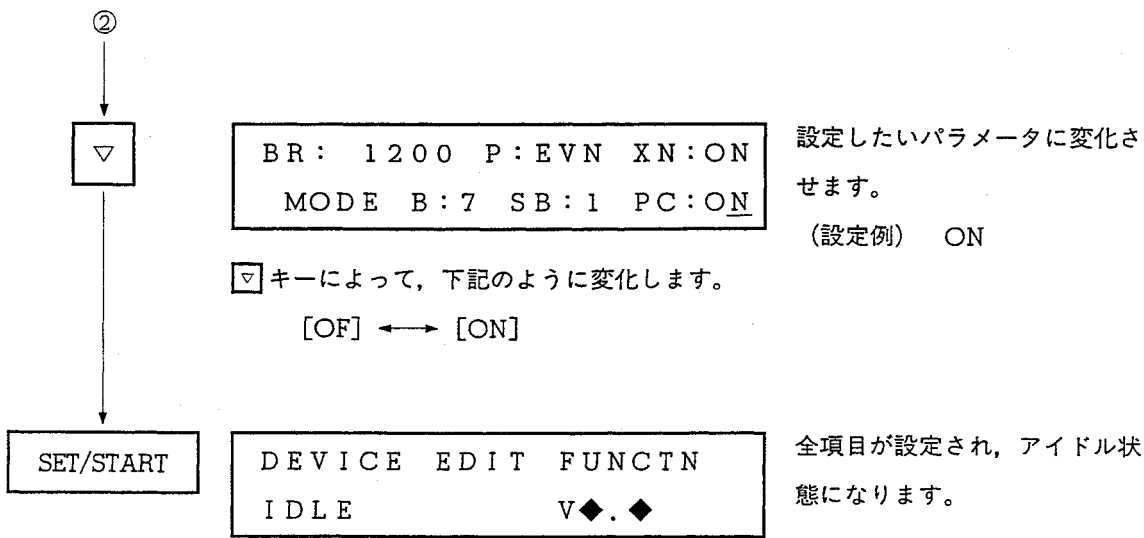 ②
▽
BR: 1200 P:EVN XN:ON
MODE B:7 SB:1 PC:ON
設定したいパラメータに変化さ
せます。
(設定例) ON
▽キーによって,下記のように変化します。
[OF] ←→ [ON]
SET/START
DEVICE EDIT FUNCTN
IDLE V◆.◆
全項目が設定され,アイドル状
態になります。